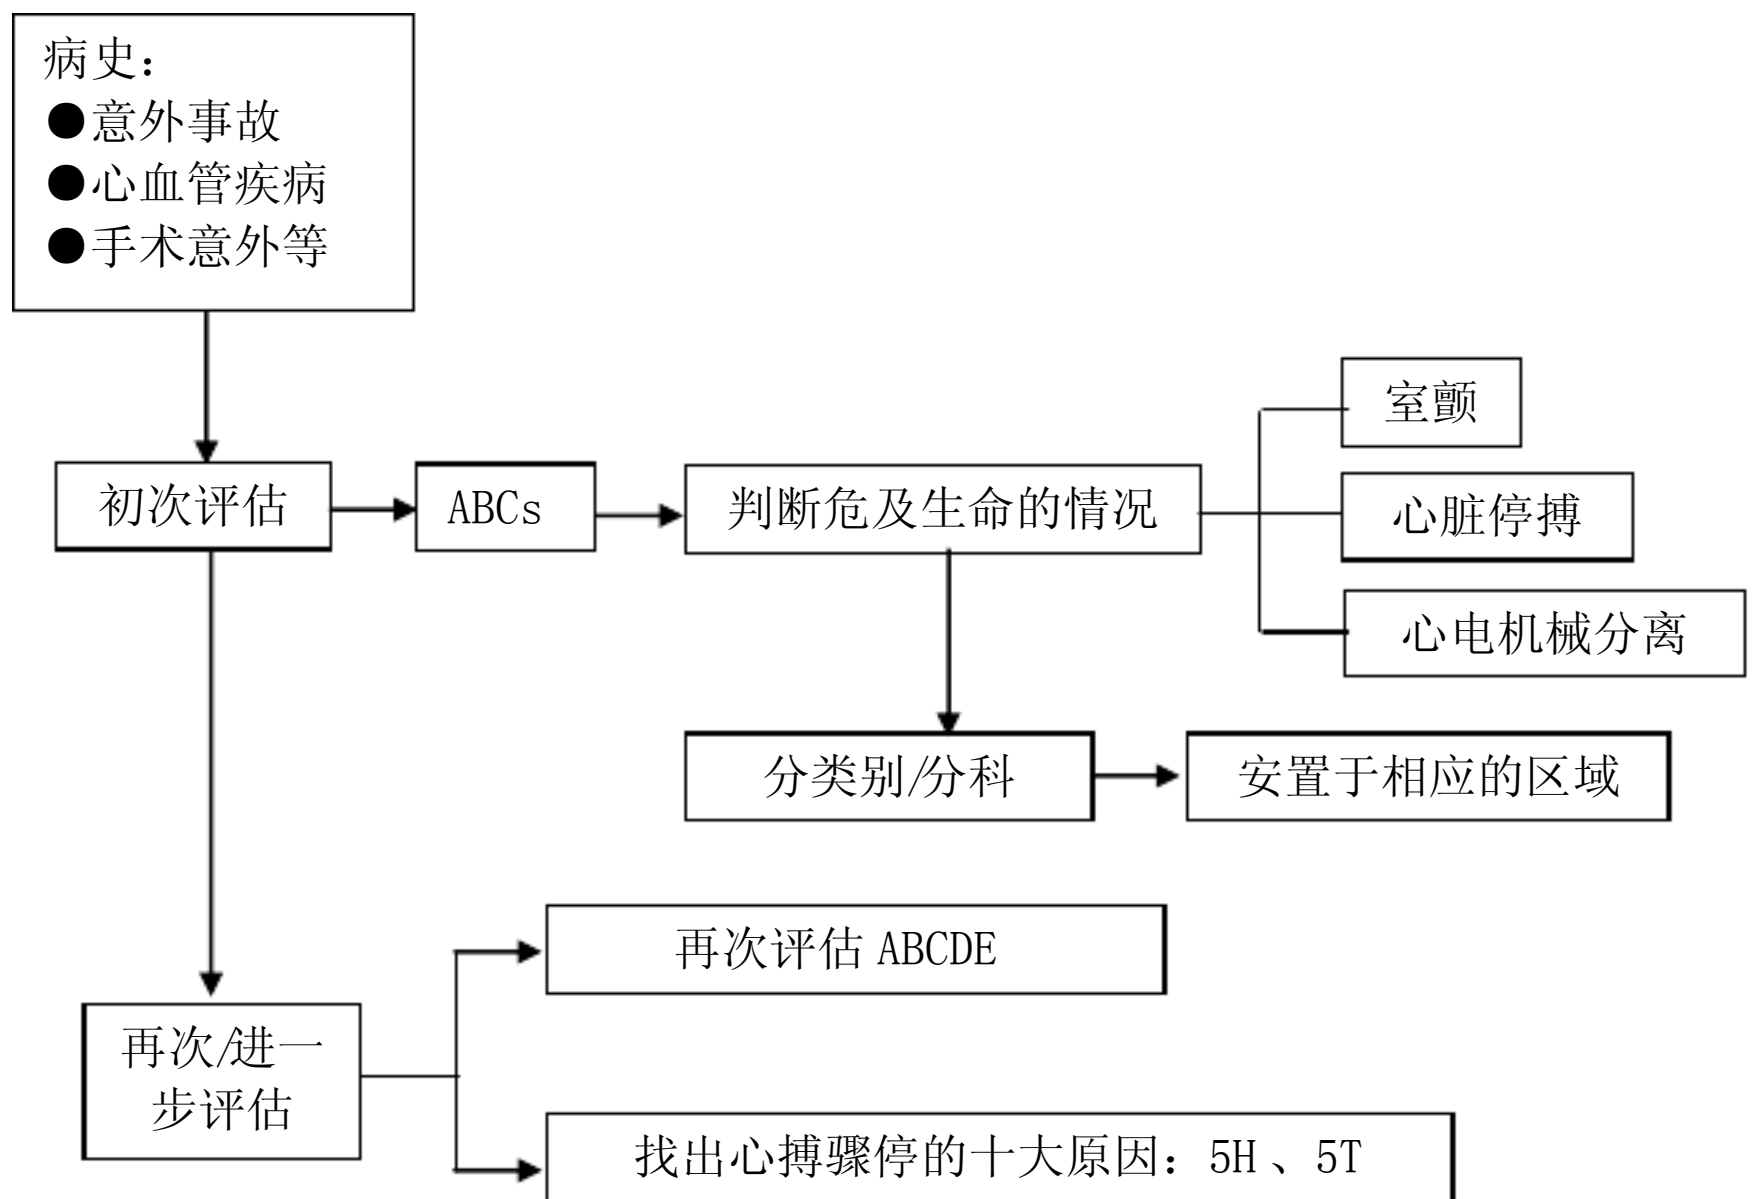 病史：
●意外事故
●心血管疾病
●手术意外等
初次评估
ABCs
判断危及生命的情况
室颤
心脏停搏
心电机械分离
分类别/分科
安置于相应的区域
再次/进一
步评估
再次评估 ABCDE
找出心搏骤停的十大原因：5H、5T